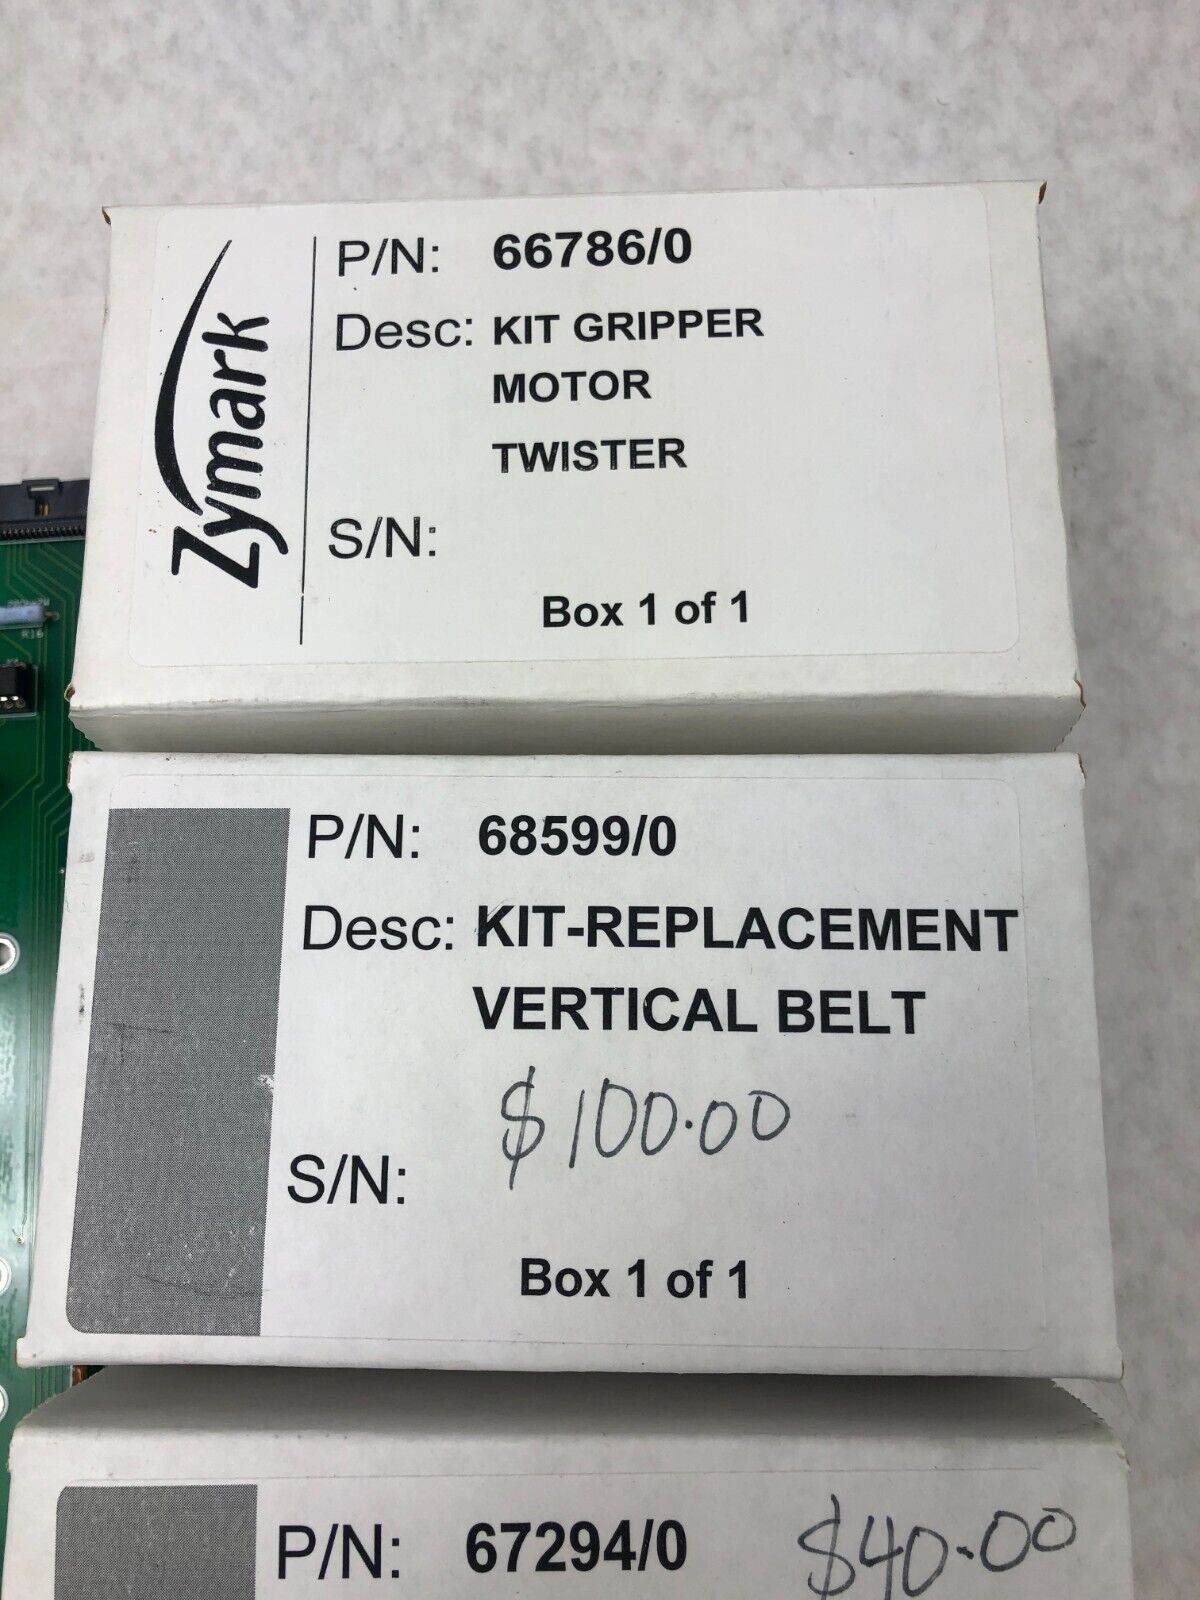 Zymark
P/N: 66786/0
Desc: KIT GRIPPER
MOTOR
TWISTER
S/N:
Box 1 of 1
P/N: 68599/0
Desc: KIT-REPLACEMENT
VERTICAL BELT
$100.00
S/N:
Box 1 of 1
P/N: 67294/0 $40.00
R16